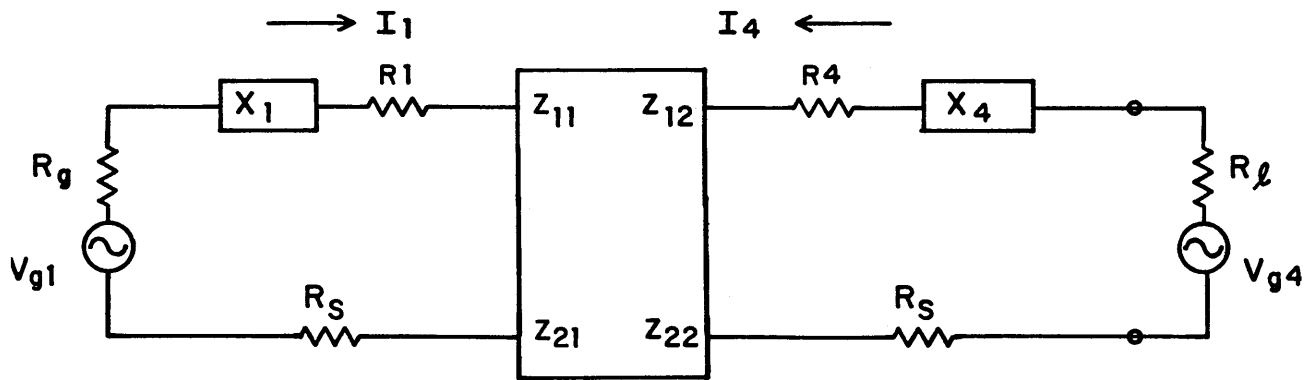 I1 I4
R1 R4
X1 Z11 Z12 X4
Rg Rℓ
Vg1 Vg4
RS Z21 Z22 RS